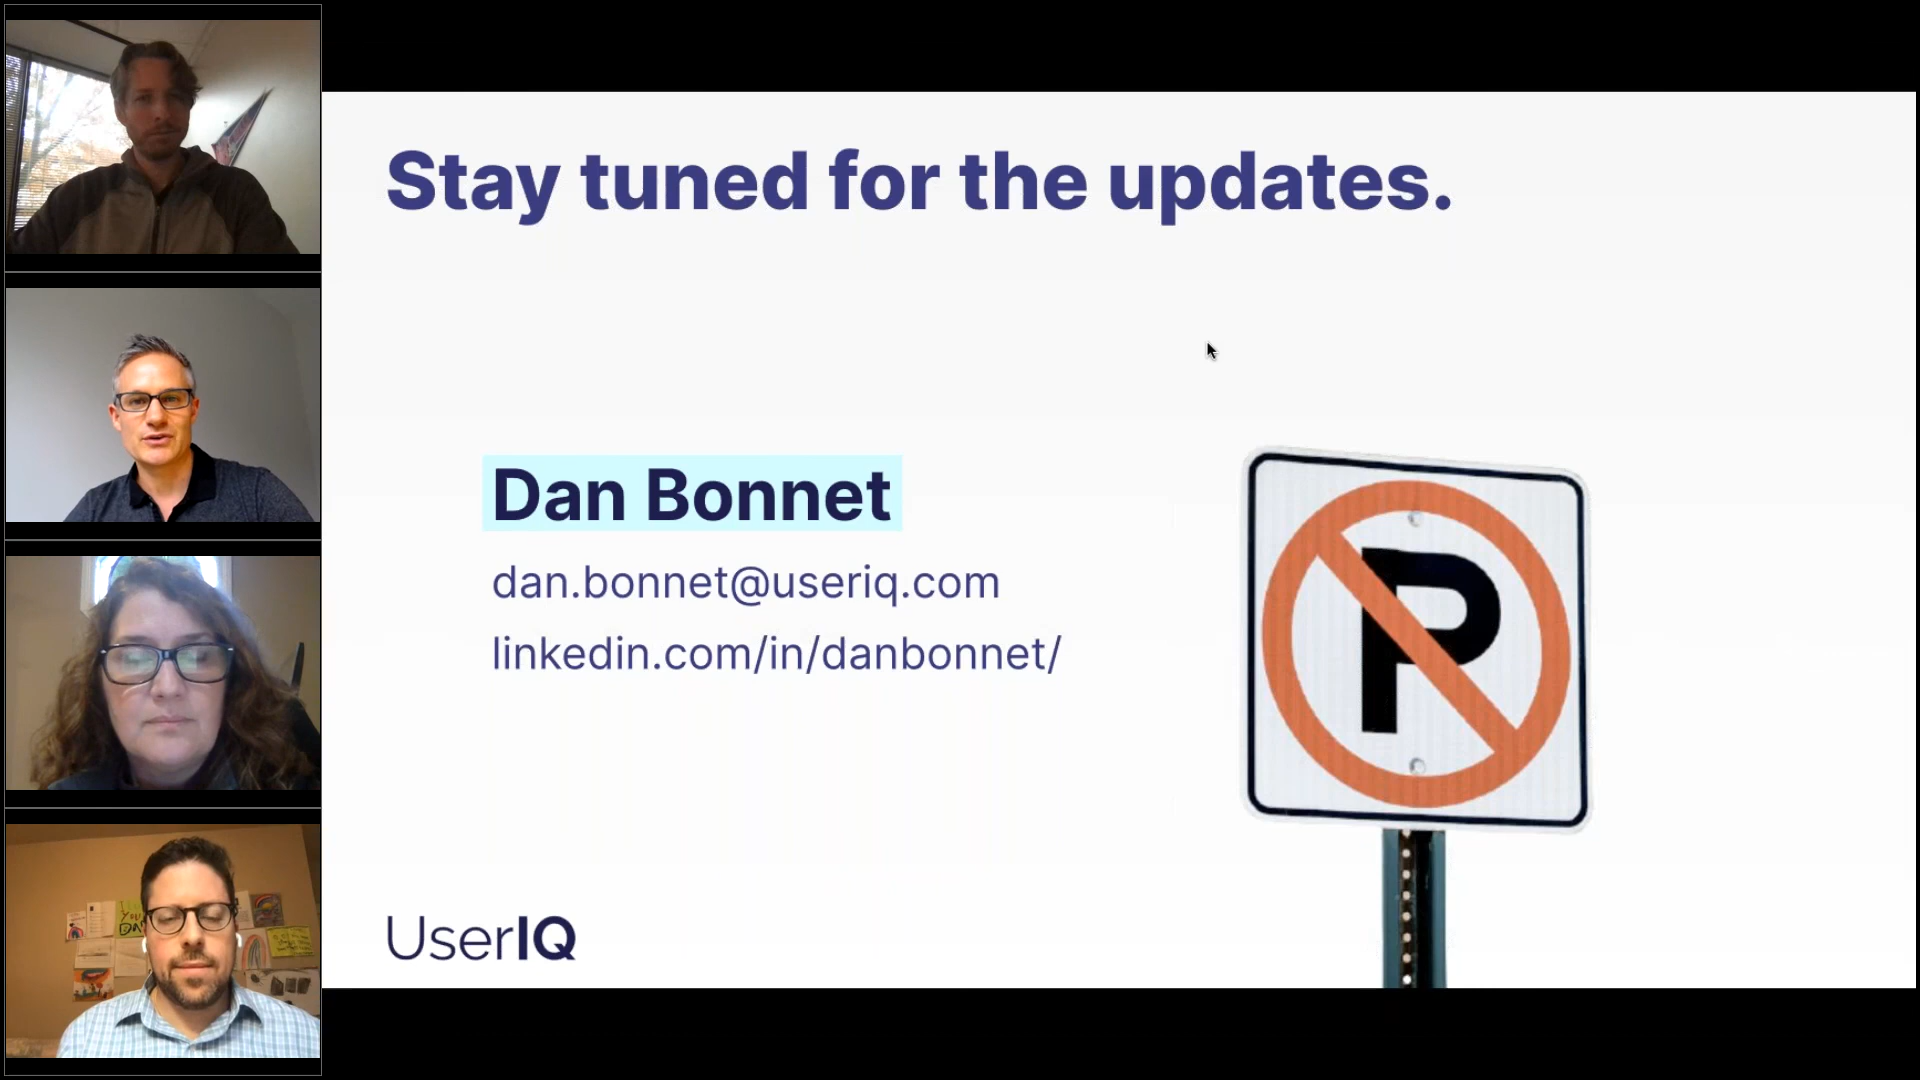 Stay tuned for the updates.
Dan Bonnet
dan.bonnet@useriq.com
linkedin.com/in/danbonnet/
P
UserIQ